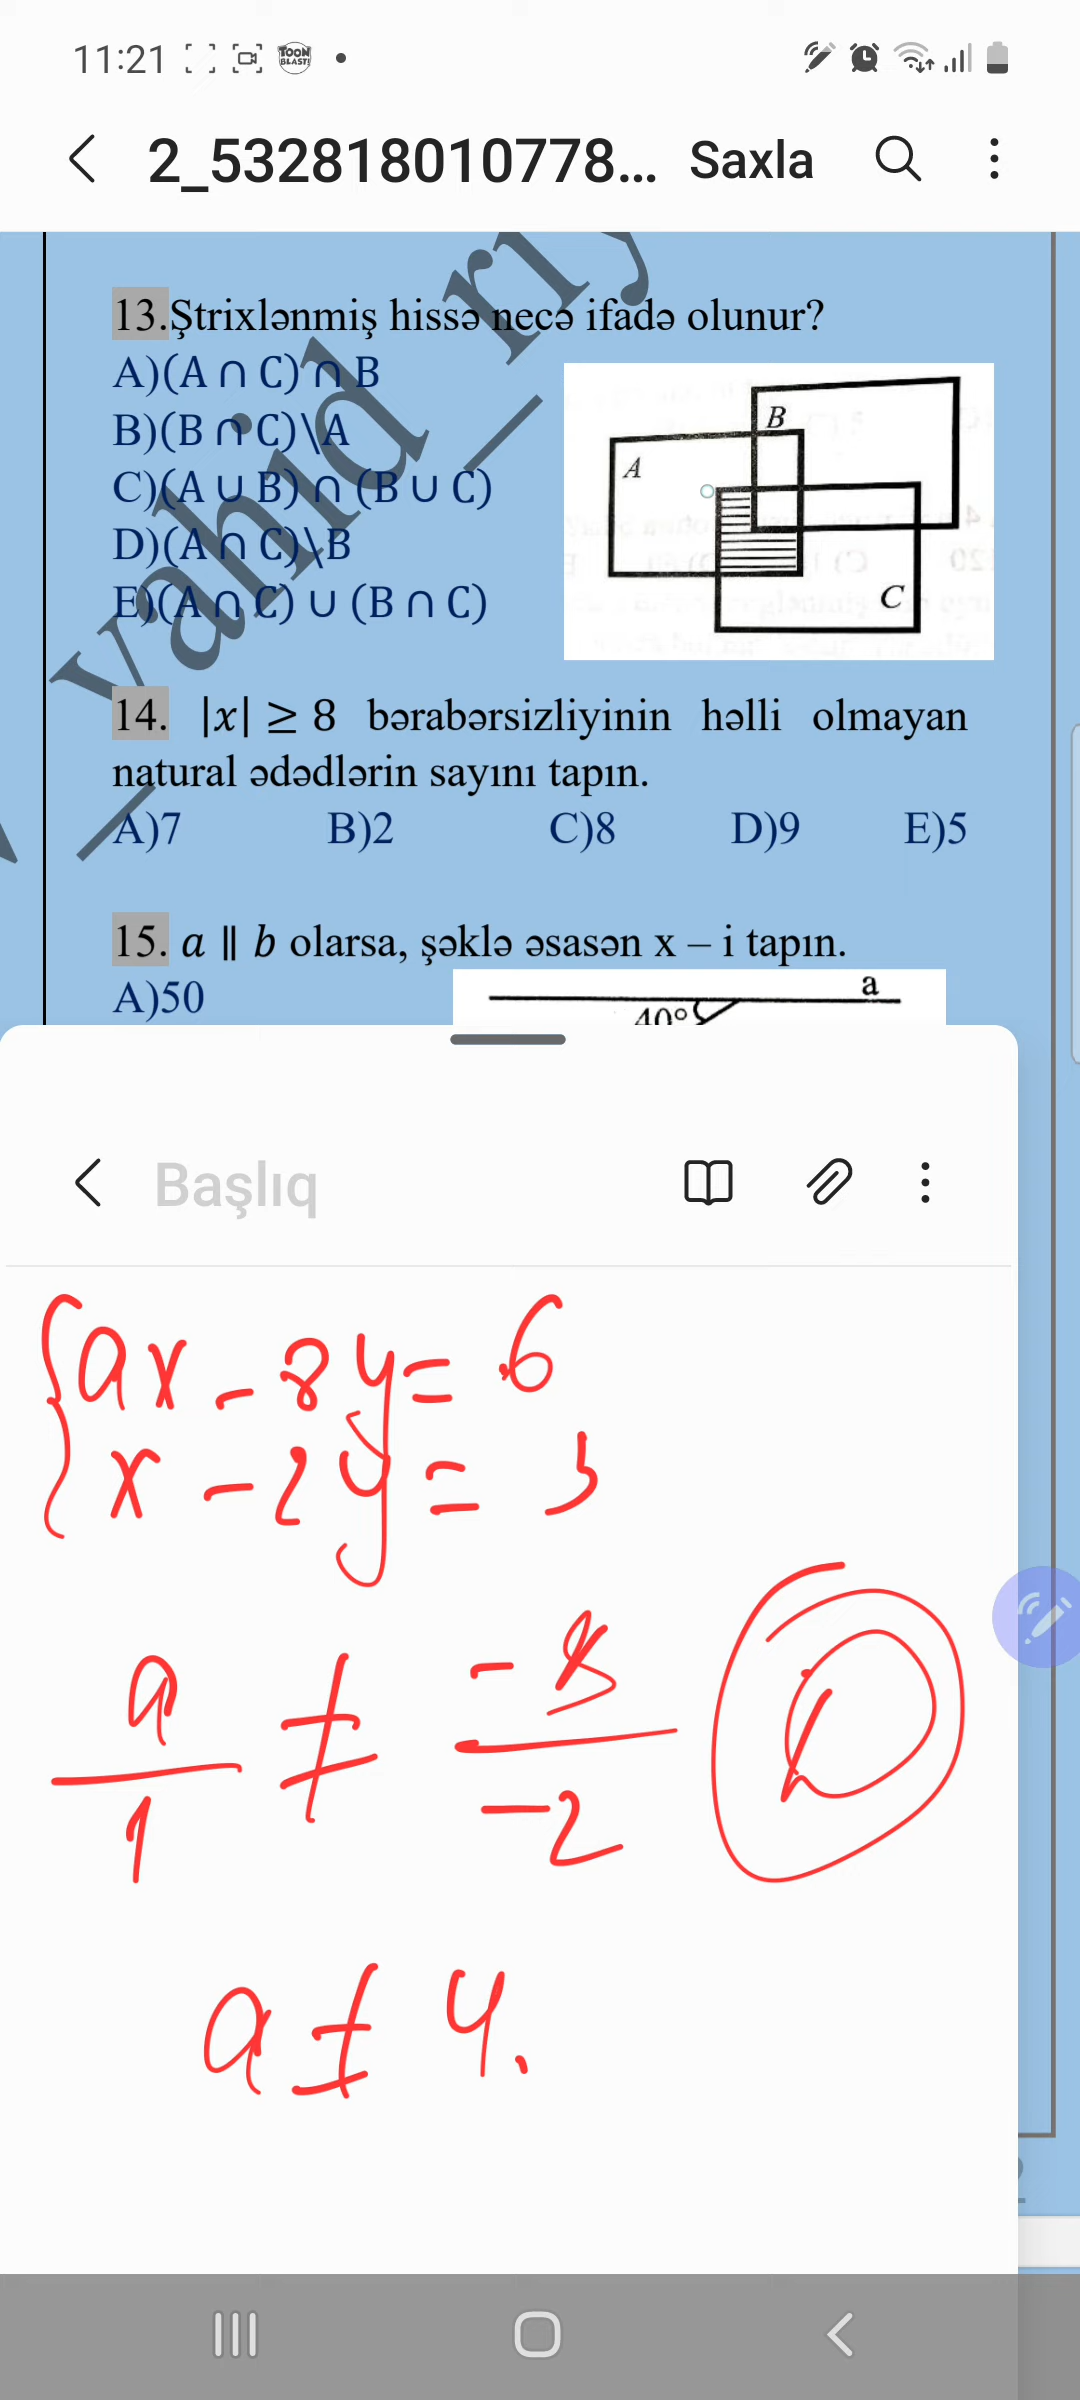 11:21 TOON BLAST!
2_532818010778... Saxla
13.Ştrixlənmiş hissə necə ifadə olunur?
A)(A ∩ C) ∩ B
B)(B ∩ C)\A
C)(A ∪ B) ∩ (B ∪ C)
D)(A ∩ C)\B
E)(A ∩ C) ∪ (B ∩ C)
B
A
C
14. |x| ≥ 8 bərabərsizliyinin həlli olmayan
natural ədədlərin sayını tapın.
A)7 B)2 C)8 D)9 E)5
15. a ∥ b olarsa, şəklə əsasən x – i tapın.
A)50
a
40°
Başlıq
ax - 8y = 6
x - 2y = 3
a/1 ≠ -8/-2
a ≠ 4.